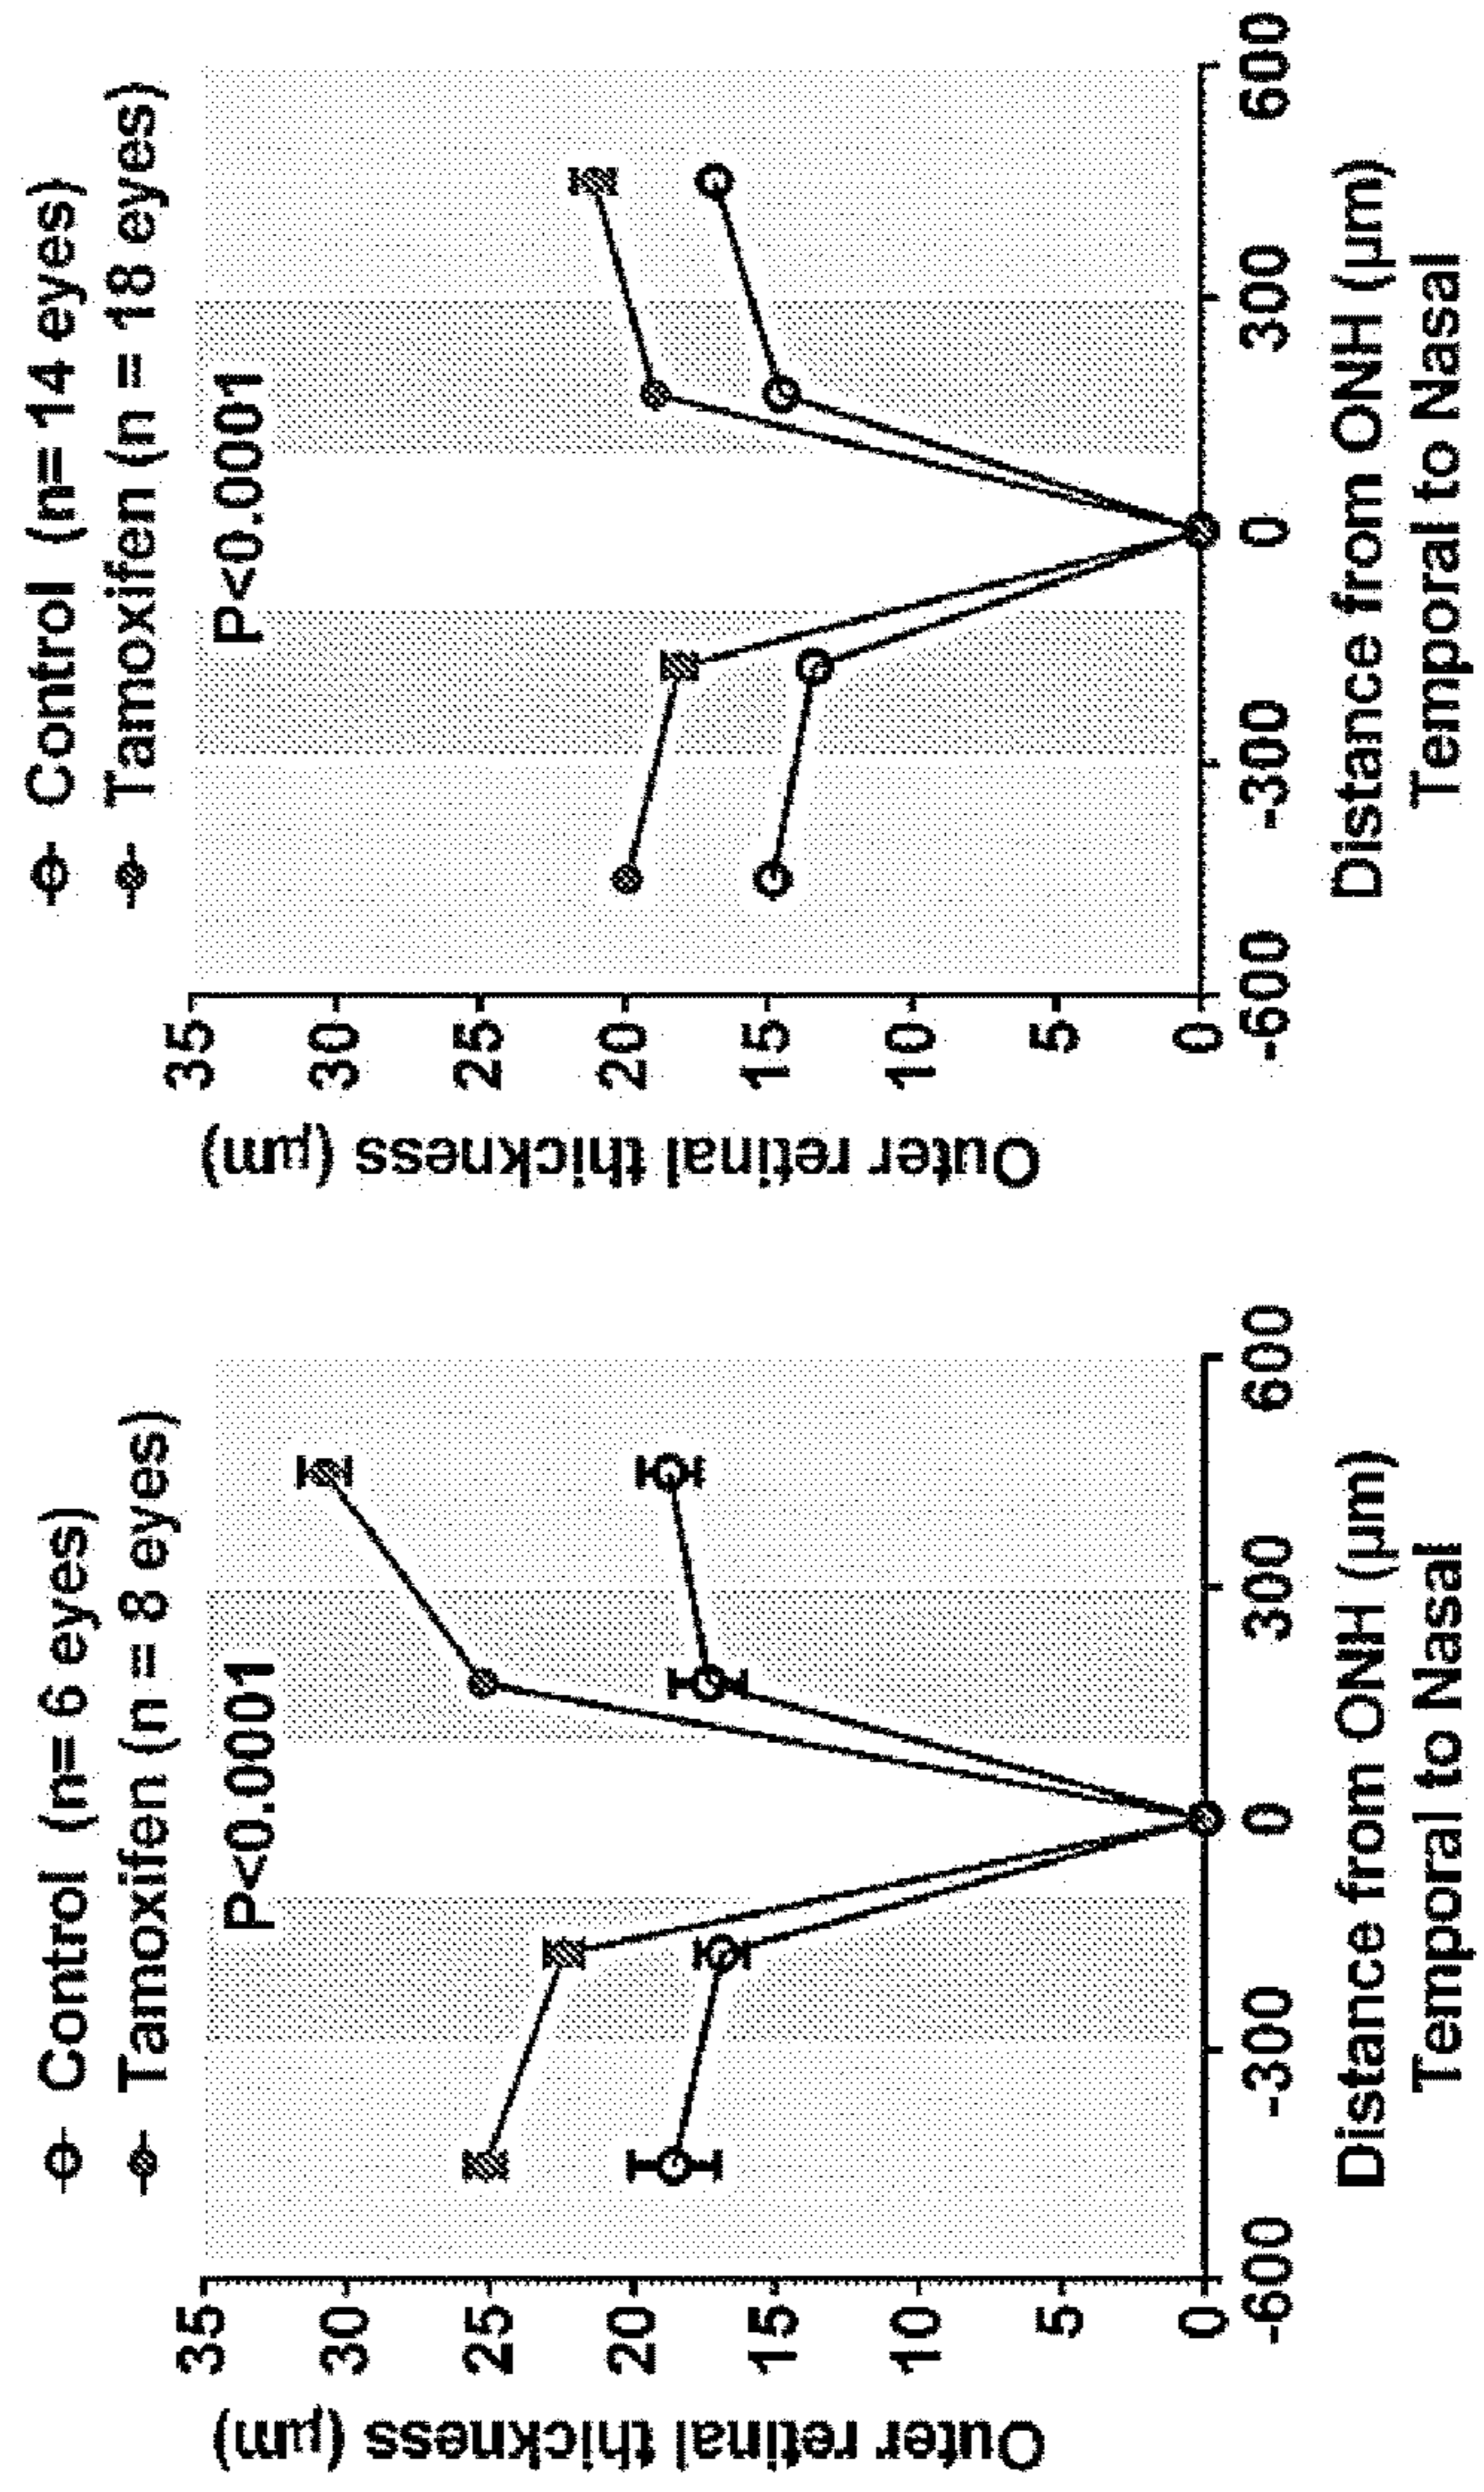 Control (n= 6 eyes)
Tamoxifen (n = 8 eyes)
P<0.0001
Outer retinal thickness (μm)
35
30
25
20
15
10
5
0
-600
-300
0
300
600
Distance from ONH (μm)
Temporal to Nasal
Control (n= 14 eyes)
Tamoxifen (n = 18 eyes)
P<0.0001
Outer retinal thickness (μm)
35
30
25
20
15
10
5
0
-600
-300
0
300
600
Distance from ONH (μm)
Temporal to Nasal